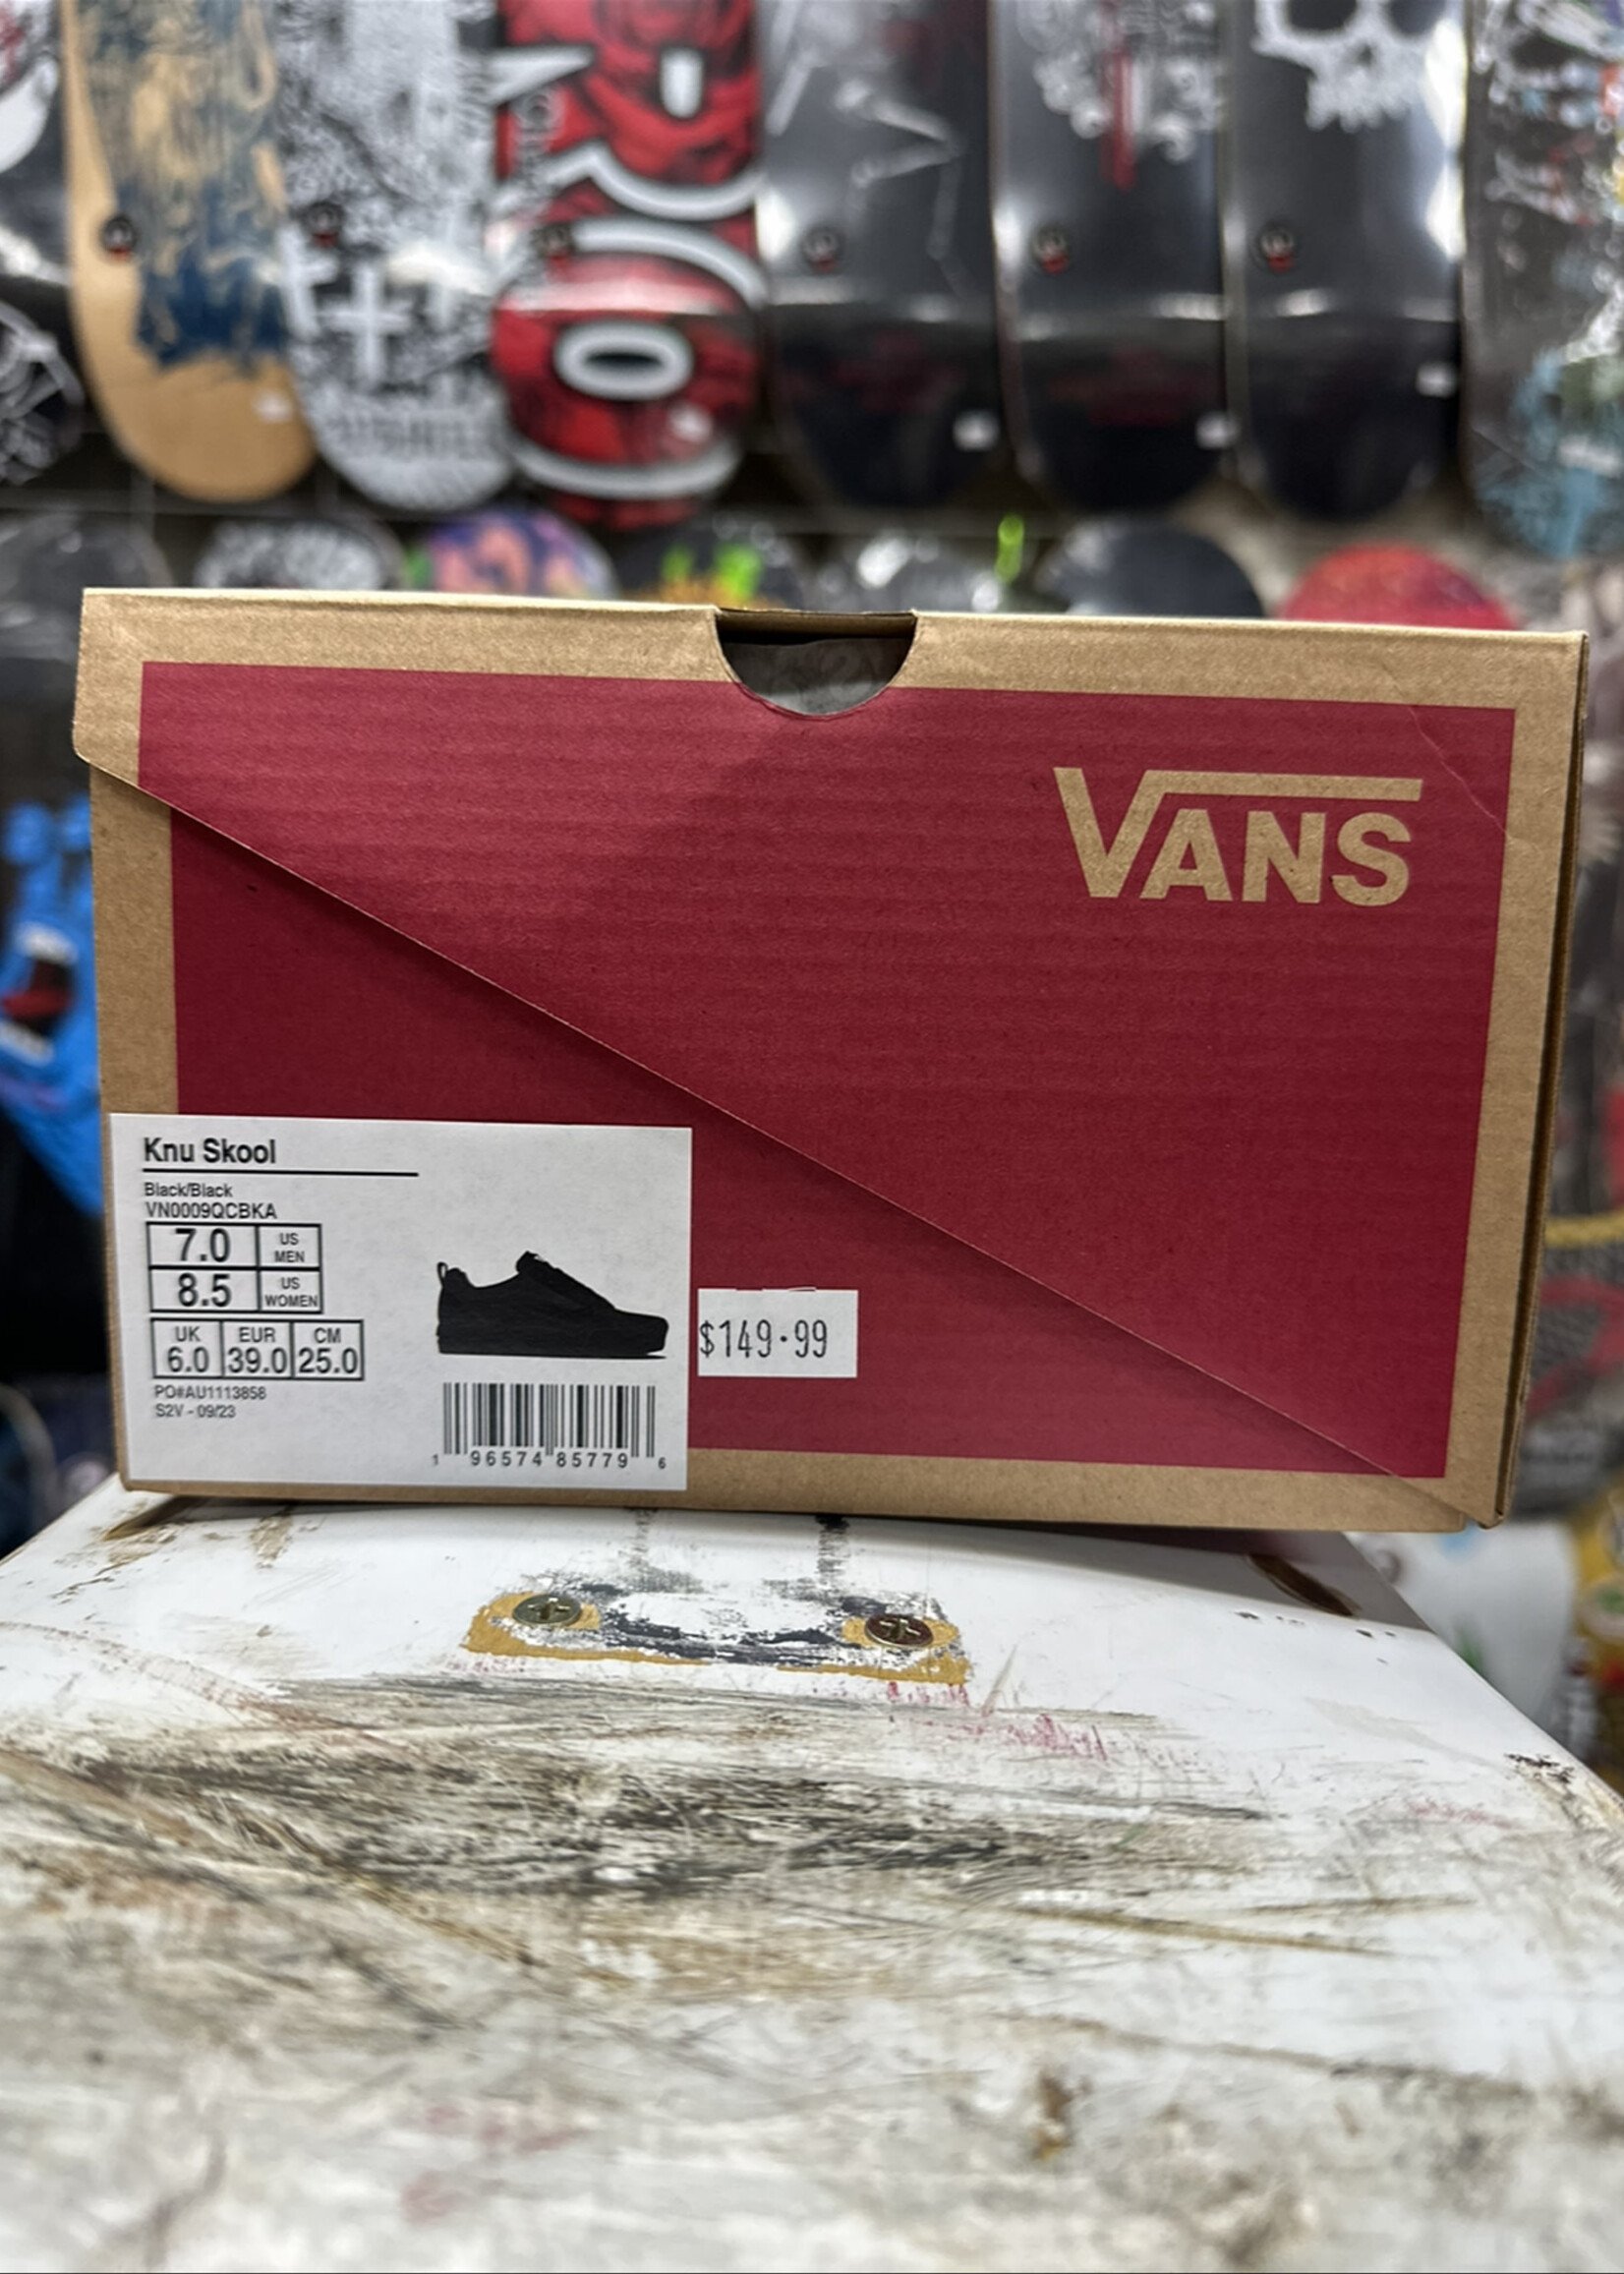 VANS
Knu Skool
Black/Black
VN0009QCBKA
7.0 US MEN
8.5 US WOMEN
UK EUR CM
6.0 39.0 25.0
PO#AU1113858
S2V - 09/23
$149.99
1 96574 85779 6